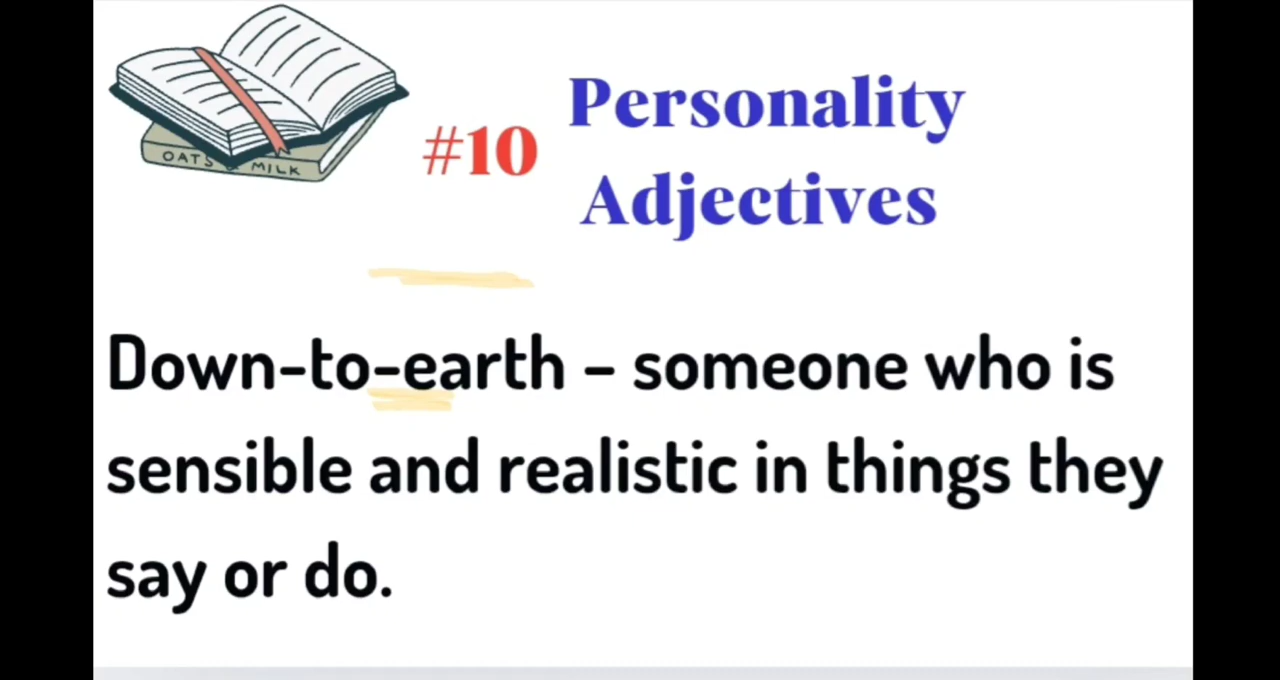 OATS & MILK
#10
Personality
Adjectives
Down-to-earth – someone who is
sensible and realistic in things they
say or do.